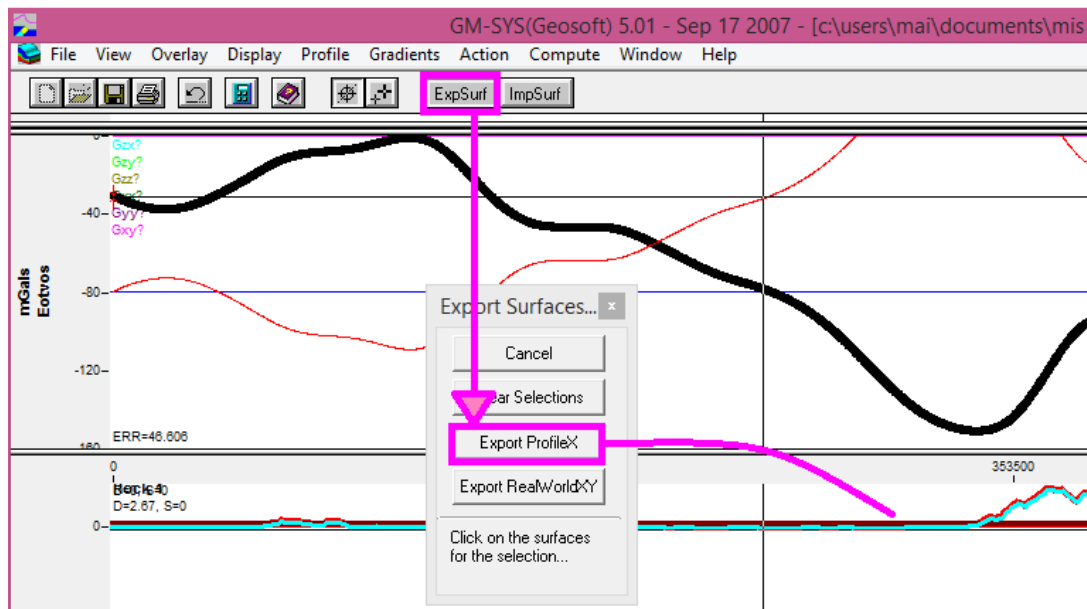 GM-SYS(Geosoft) 5.01 - Sep 17 2007 - [c:\users\mai\documents\mis
File View Overlay Display Profile Gradients Action Compute Window Help
ExpSurf ImpSurf
Gzx?
Gzy?
Gzz?
-40
Gyy?
Gxy?
mGals
Eotvos
-80
-120
ERR=46.606
Export Surfaces... x
Cancel
Selections
Export ProfileX
Export RealWorldXY
Click on the surfaces
for the selection...
0 353500
D=2.67, S=0
0